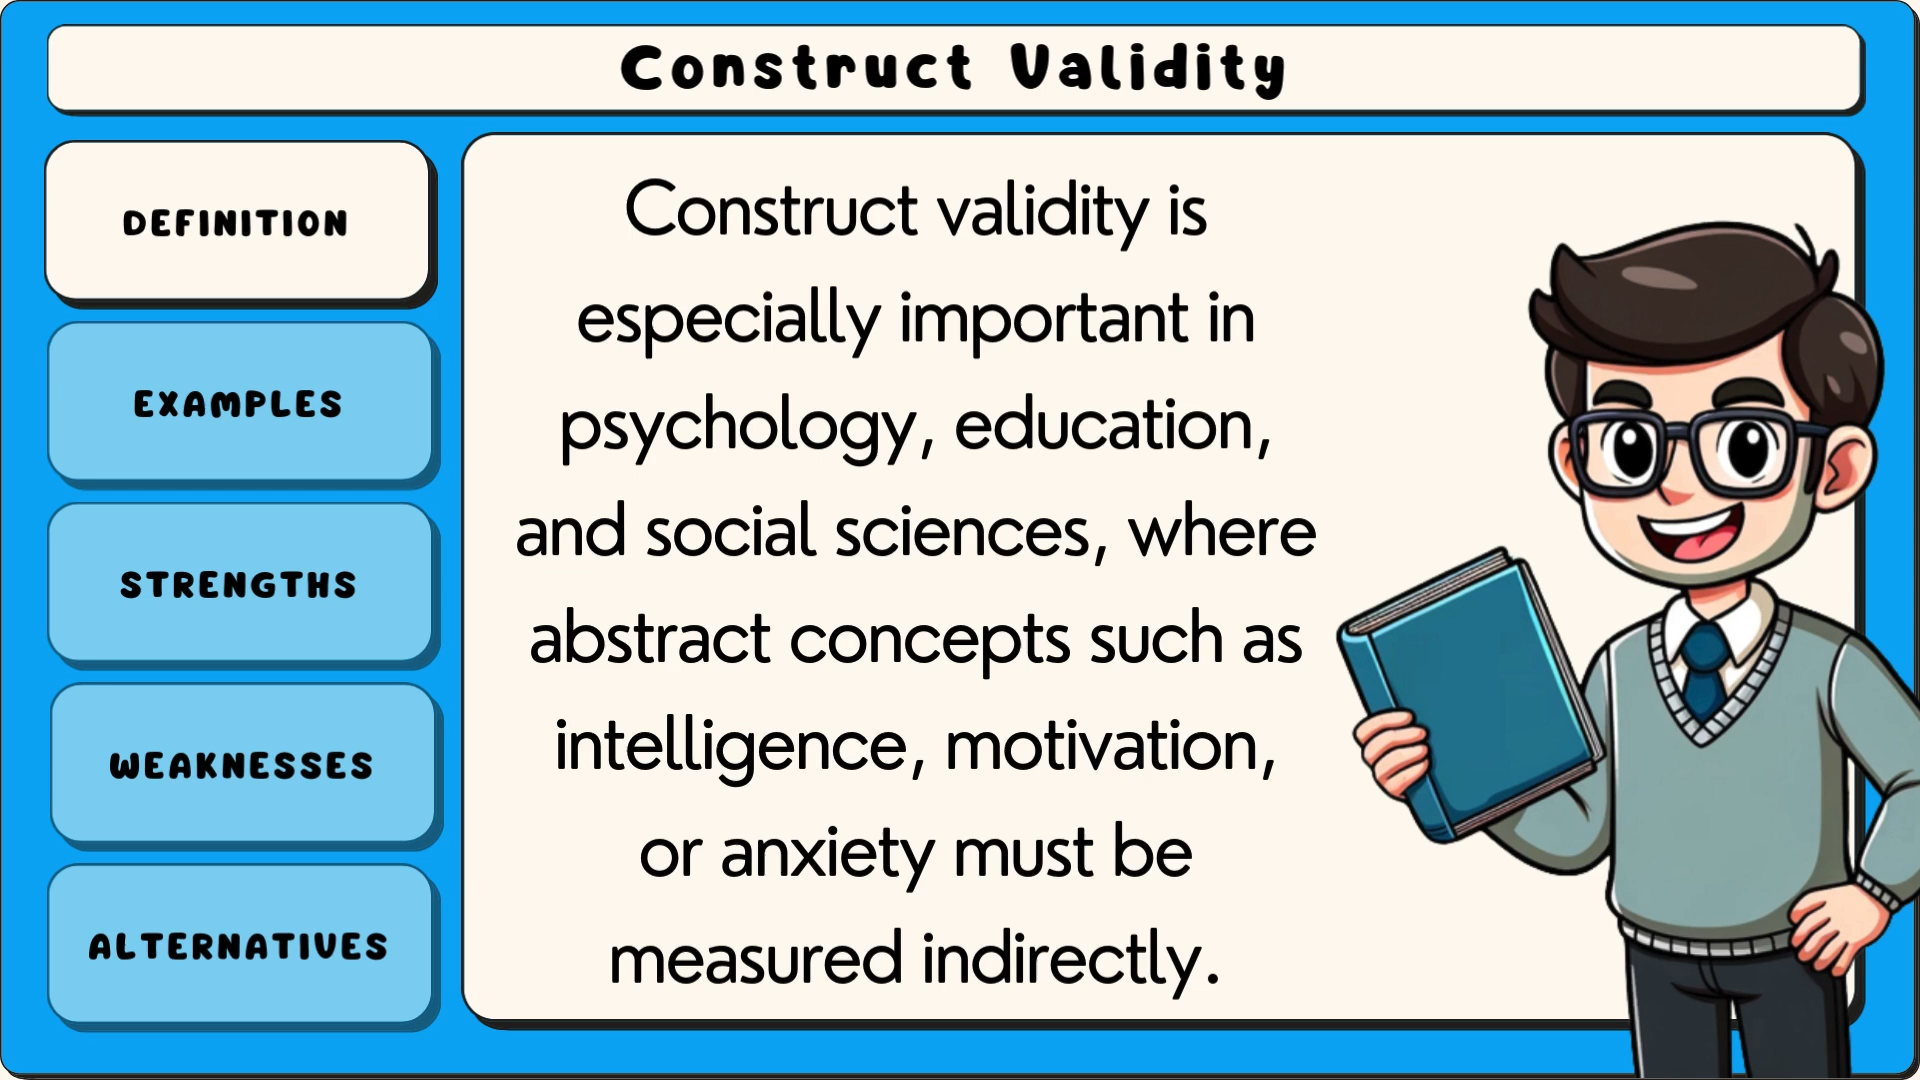 Construct Validity
DEFINITION
EXAMPLES
STRENGTHS
WEAKNESSES
ALTERNATIVES
Construct validity is
especially important in
psychology, education,
and social sciences, where
abstract concepts such as
intelligence, motivation,
or anxiety must be
measured indirectly.